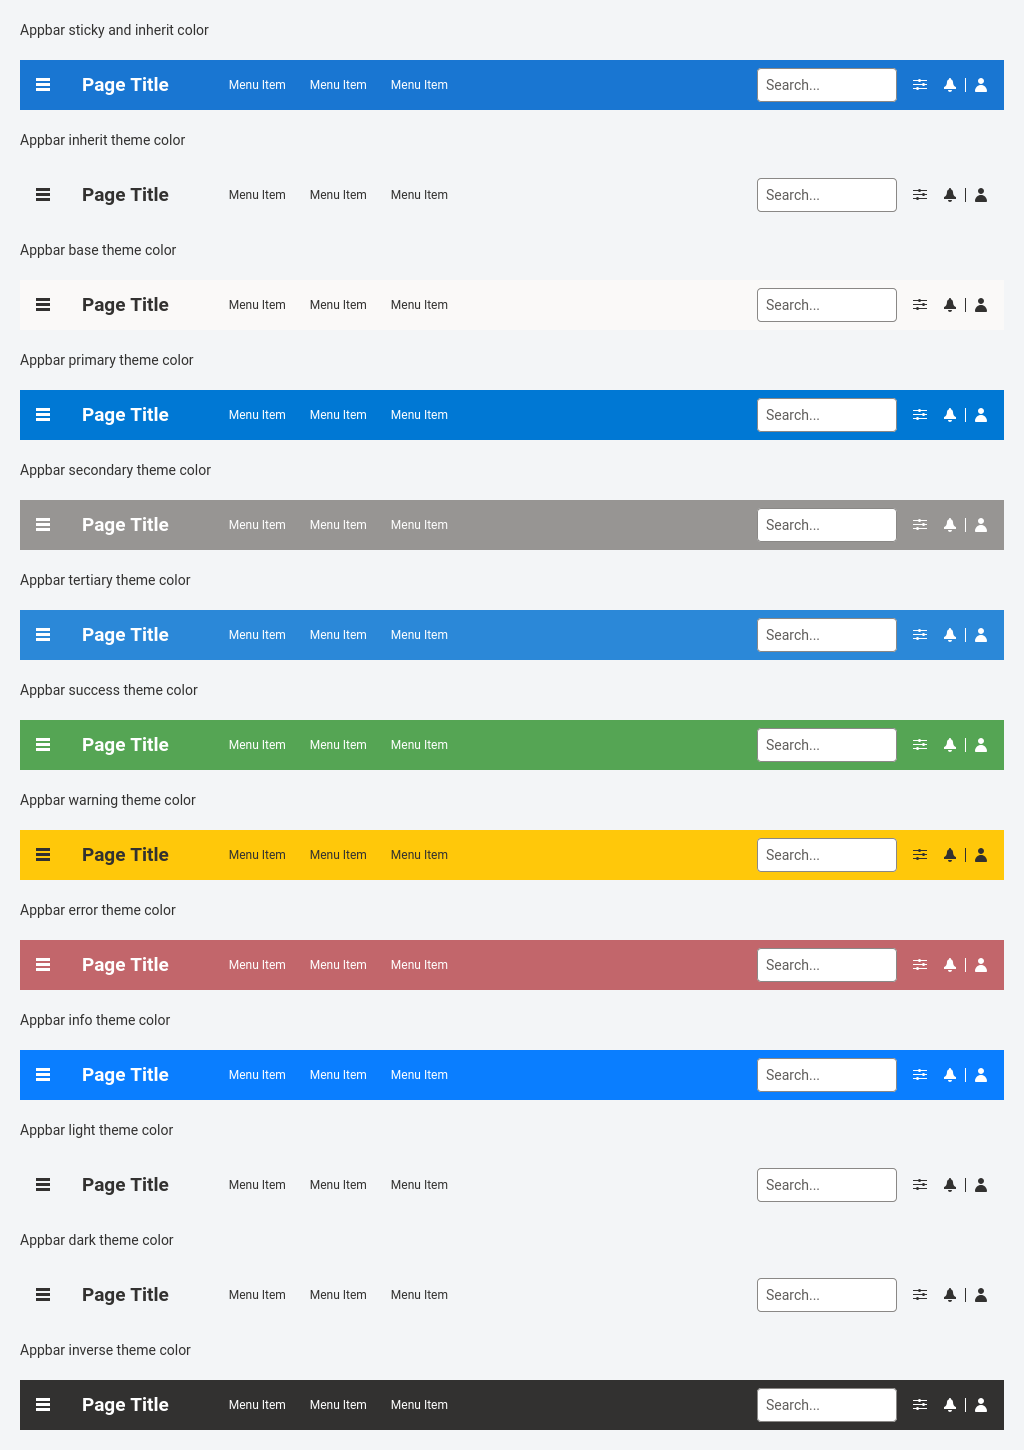 Appbar sticky and inherit color
Page Title Menu Item Menu Item Menu Item Search...
Appbar inherit theme color
Page Title Menu Item Menu Item Menu Item Search...
Appbar base theme color
Page Title Menu Item Menu Item Menu Item Search...
Appbar primary theme color
Page Title Menu Item Menu Item Menu Item Search...
Appbar secondary theme color
Page Title Menu Item Menu Item Menu Item Search...
Appbar tertiary theme color
Page Title Menu Item Menu Item Menu Item Search...
Appbar success theme color
Page Title Menu Item Menu Item Menu Item Search...
Appbar warning theme color
Page Title Menu Item Menu Item Menu Item Search...
Appbar error theme color
Page Title Menu Item Menu Item Menu Item Search...
Appbar info theme color
Page Title Menu Item Menu Item Menu Item Search...
Appbar light theme color
Page Title Menu Item Menu Item Menu Item Search...
Appbar dark theme color
Page Title Menu Item Menu Item Menu Item Search...
Appbar inverse theme color
Page Title Menu Item Menu Item Menu Item Search...